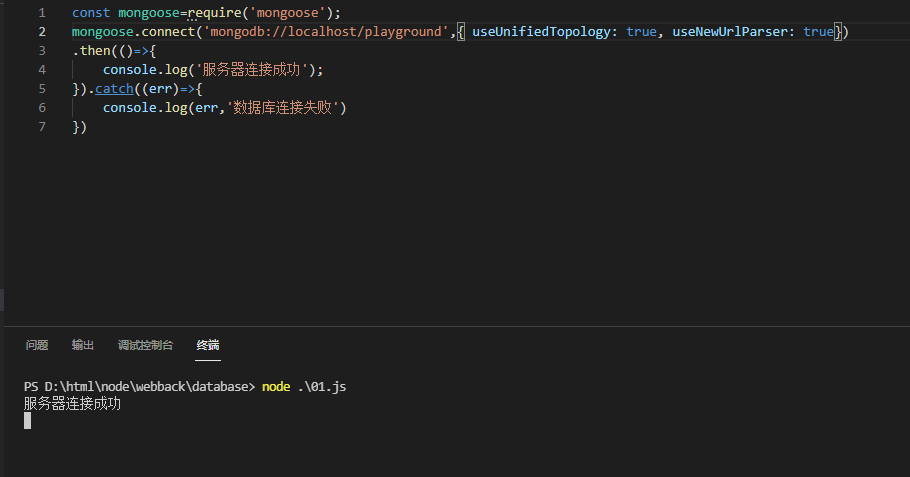 1 const mongoose=require('mongoose');
2 mongoose.connect('mongodb://localhost/playground',{ useUnifiedTopology: true, useNewUrlParser: true})
3 .then(()=>{
4     console.log('服务器连接成功');
5 }).catch((err)=>{
6     console.log(err,'数据库连接失败')
7 })
问题 输出 调试控制台 终端
PS D:\html\node\webback\database> node .\01.js
服务器连接成功